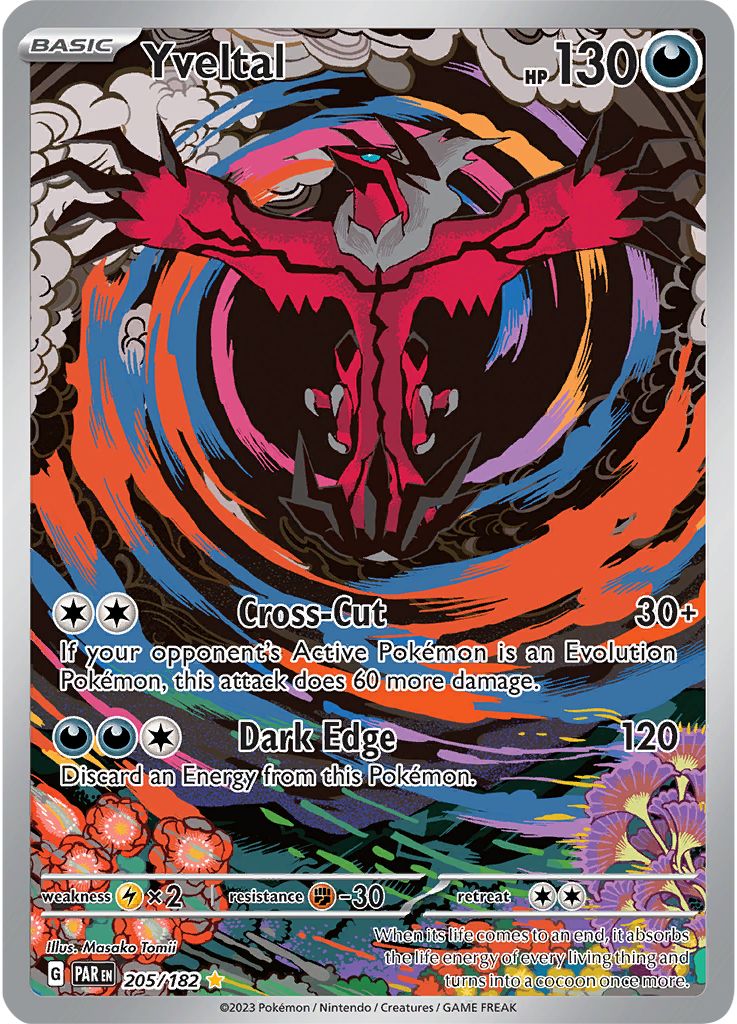 BASIC
Yveltal
HP 130
Cross-Cut 30+
If your opponent's Active Pokémon is an Evolution
Pokémon, this attack does 60 more damage.
Dark Edge 120
Discard an Energy from this Pokémon.
weakness ×2 resistance -30 retreat
Illus. Masako Tomii
When its life comes to an end, it absorbs
the life energy of every living thing and
turns into a cocoon once more.
G PAR EN 205/182
©2023 Pokémon / Nintendo / Creatures / GAME FREAK